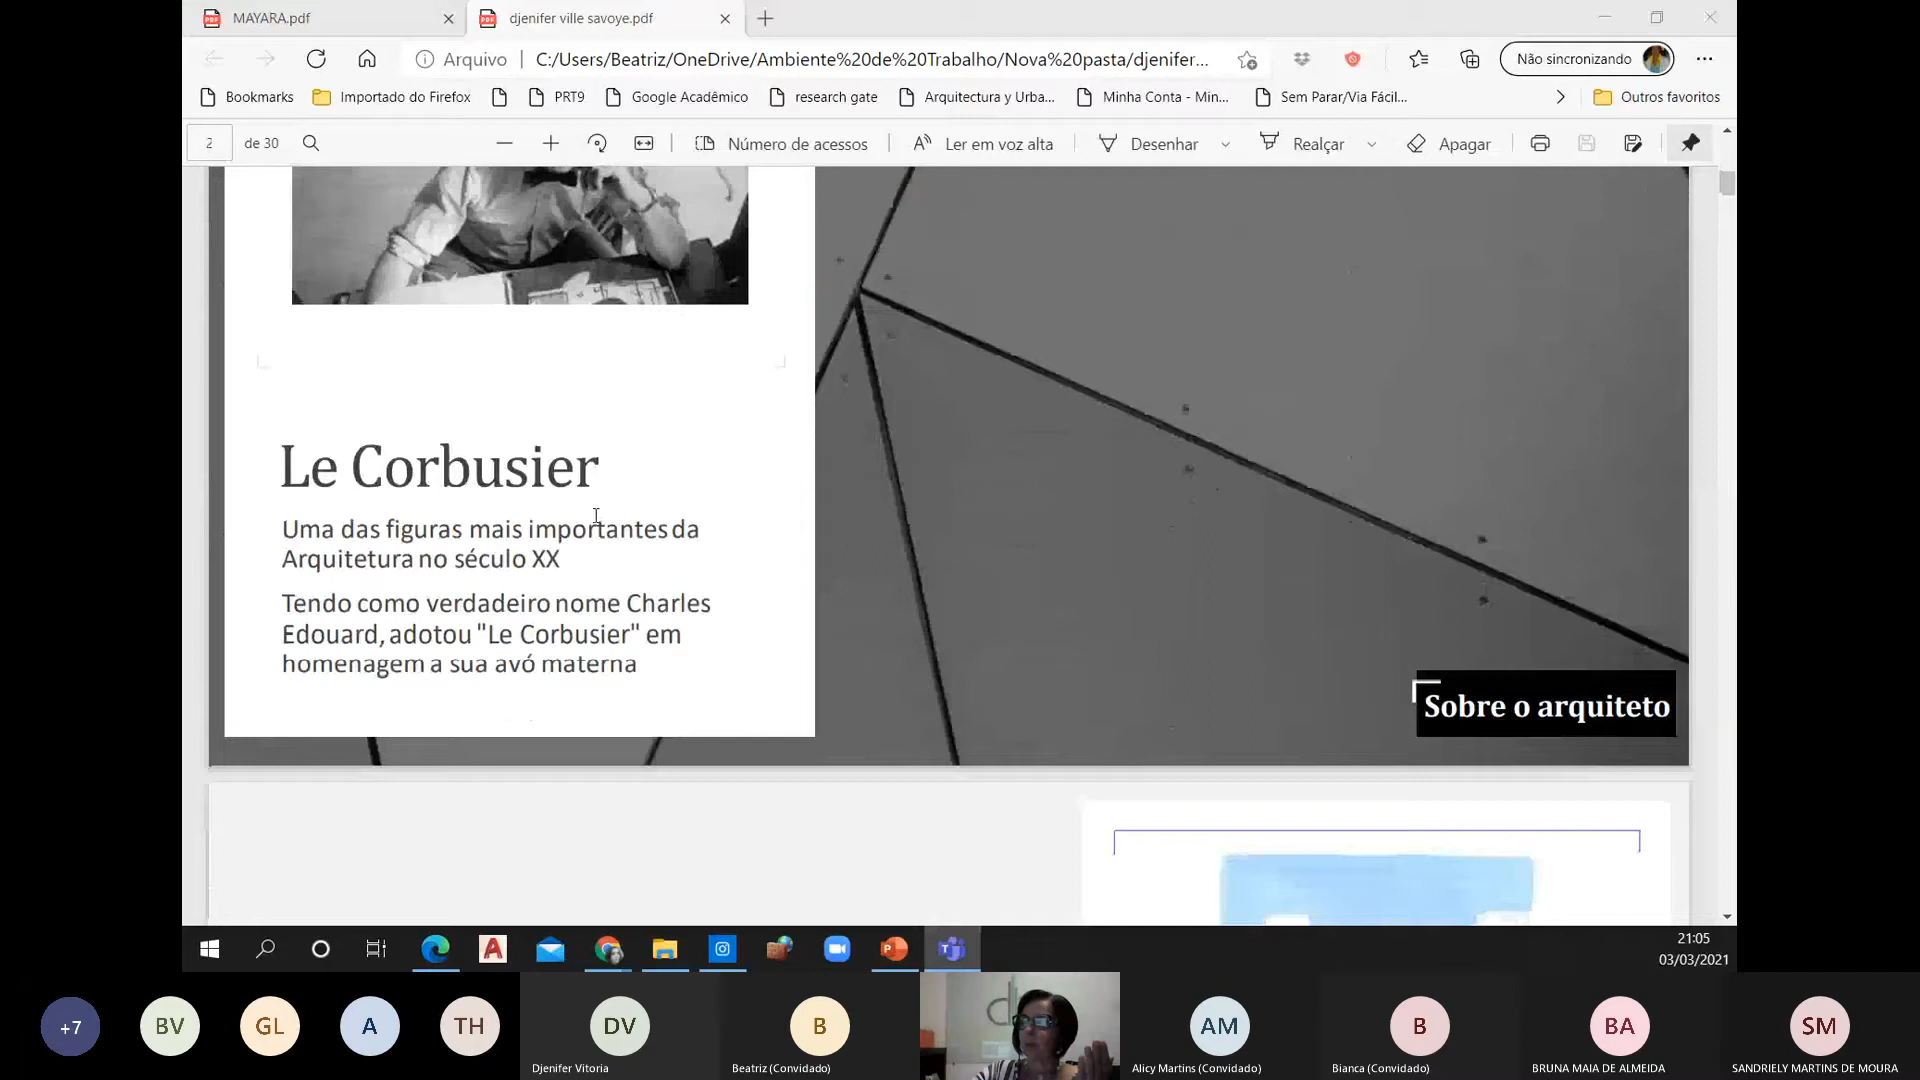 MAYARA.pdf
djenifer ville savoye.pdf
Arquivo
C:/Users/Beatriz/OneDrive/Ambiente%20de%20Trabalho/Nova%20pasta/djenifer...
Não sincronizando
Bookmarks
Importado do Firefox
PRT9
Google Acadêmico
research gate
Arquitectura y Urba...
Minha Conta - Min...
Sem Parar/Via Fácil...
Outros favoritos
2 de 30
Número de acessos
Ler em voz alta
Desenhar
Realçar
Apagar
Le Corbusier
Uma das figuras mais importantes da
Arquitetura no século XX
Tendo como verdadeiro nome Charles
Edouard, adotou "Le Corbusier" em
homenagem a sua avó materna
Sobre o arquiteto
21:05
03/03/2021
+7
BV
GL
A
TH
DV
Djenifer Vitoria
B
Beatriz (Convidado)
AM
Alicy Martins (Convidado)
B
Bianca (Convidado)
BA
BRUNA MAIA DE ALMEIDA
SM
SANDRIELY MARTINS DE MOURA